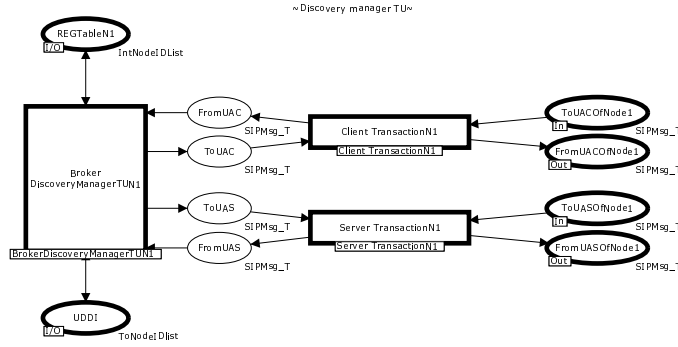 ~Discovery manager TU~
REGTableN1
I/O
IntNodeIDList
FromUAC
SIPMsg_T
Client TransactionN1
Client TransactionN1
ToUACOfNode1
In
SIPMsg_T
ToUAC
SIPMsg_T
FromUACOfNode1
Out
SIPMsg_T
Broker
DiscoveryManagerTUN1
BrokerDiscoveryManagerTUN1
ToUAS
SIPMsg_T
Server TransactionN1
Server TransactionN1
ToUASOfNode1
In
SIPMsg_T
FromUAS
SIPMsg_T
FromUASOfNode1
Out
SIPMsg_T
UDDI
I/O
ToNodeIDlist